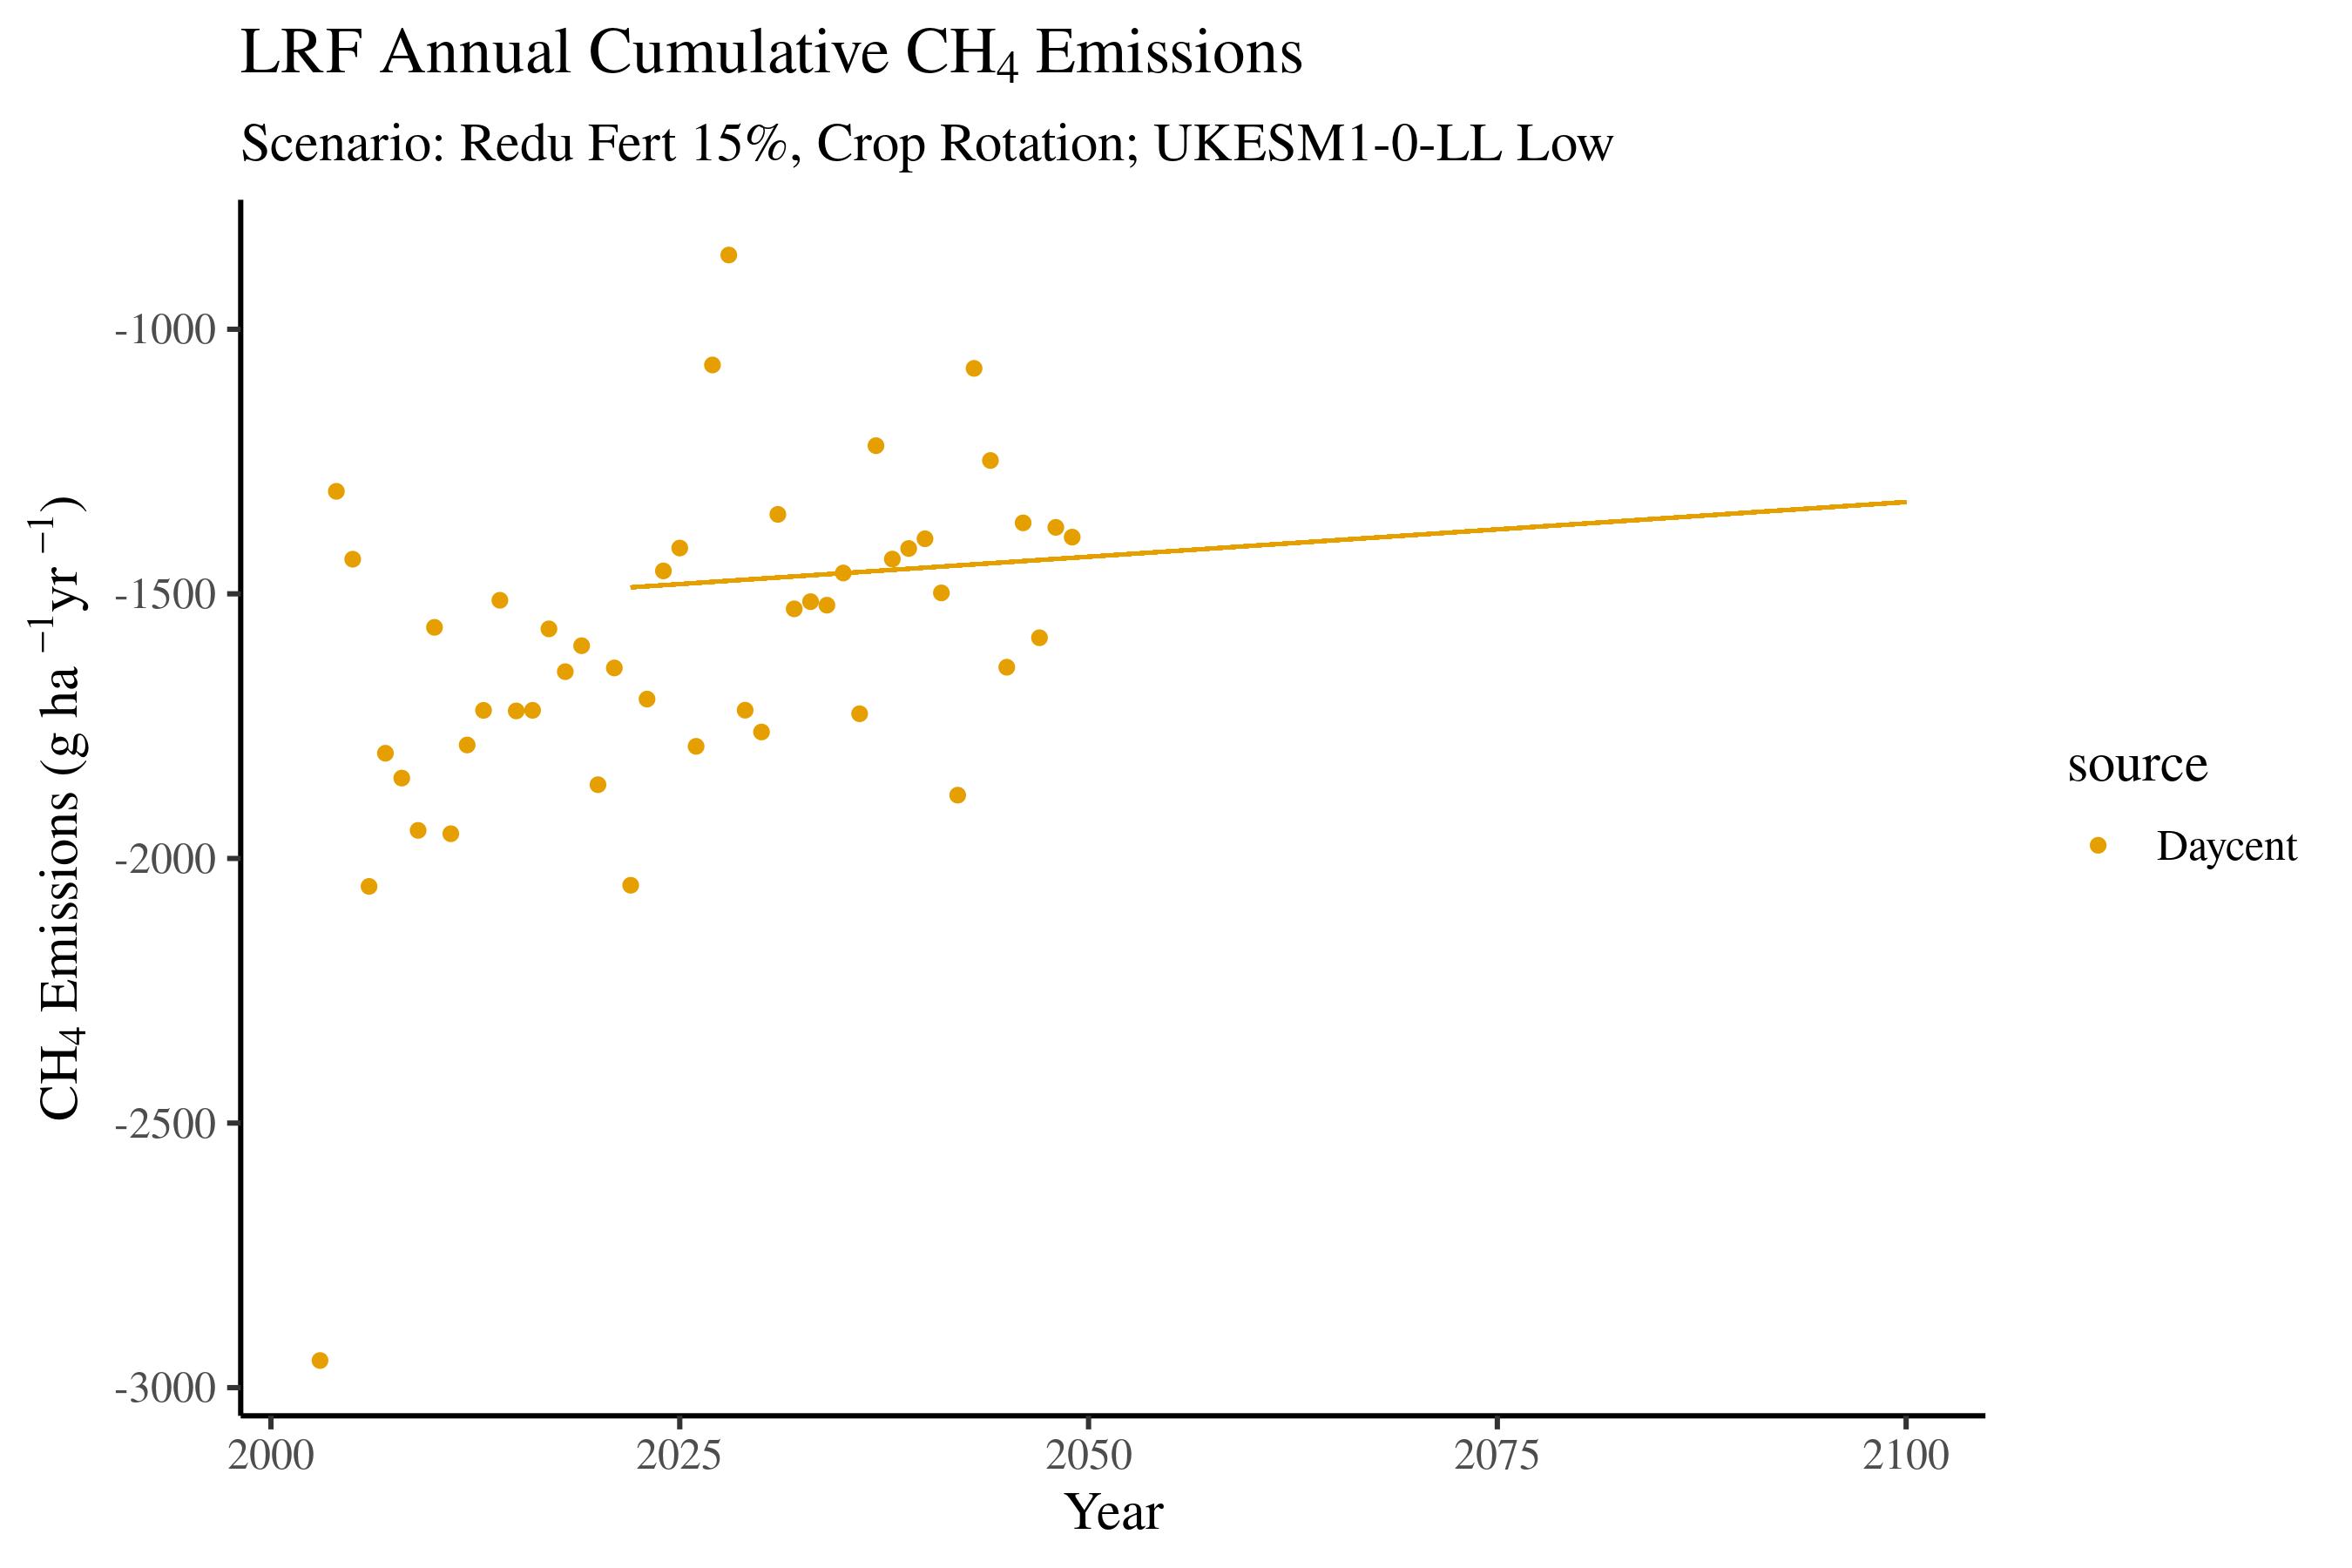 LRF Annual Cumulative CH₄ Emissions
Scenario: Redu Fert 15%, Crop Rotation; UKESM1-0-LL Low
CH₄ Emissions (g ha ⁻¹yr ⁻¹)
-1000
-1500
-2000
-2500
-3000
2000
2025
2050
2075
2100
Year
source
Daycent